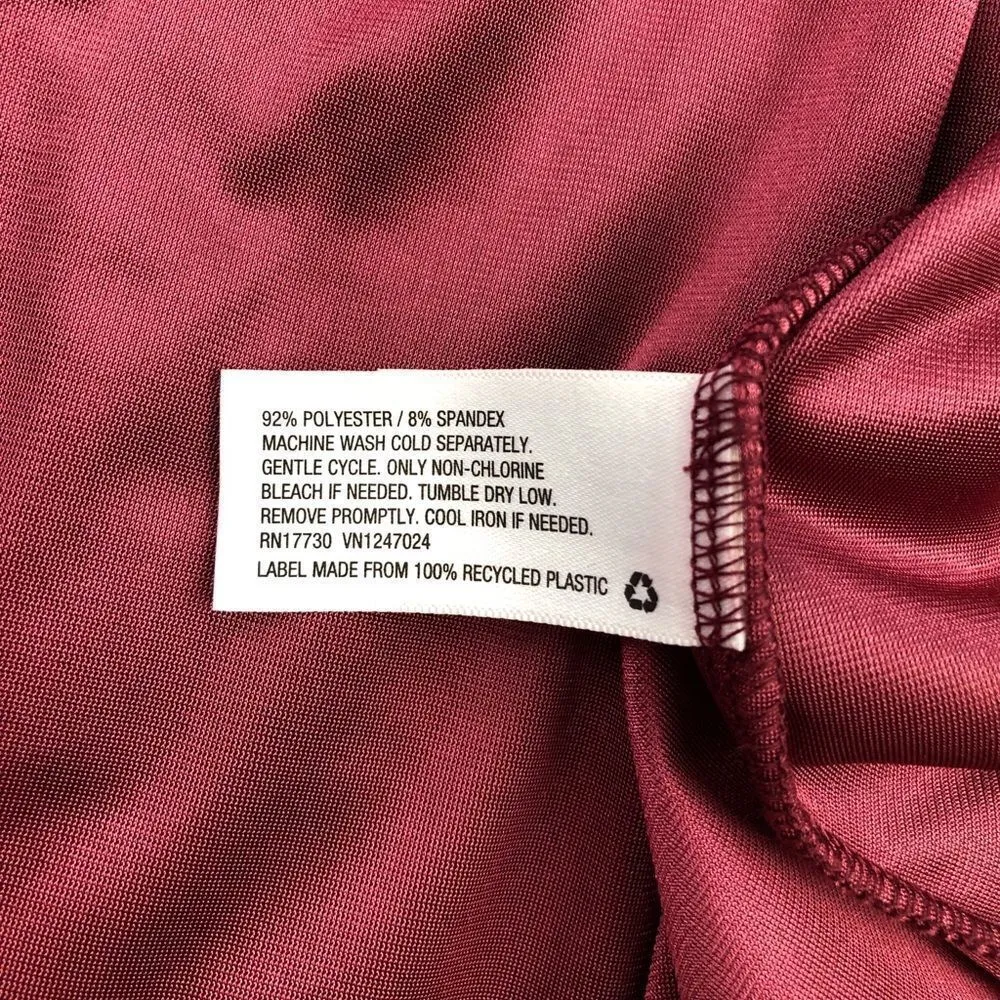 92% POLYESTER / 8% SPANDEX
MACHINE WASH COLD SEPARATELY.
GENTLE CYCLE. ONLY NON-CHLORINE
BLEACH IF NEEDED. TUMBLE DRY LOW.
REMOVE PROMPTLY. COOL IRON IF NEEDED.
RN17730 VN1247024
LABEL MADE FROM 100% RECYCLED PLASTIC